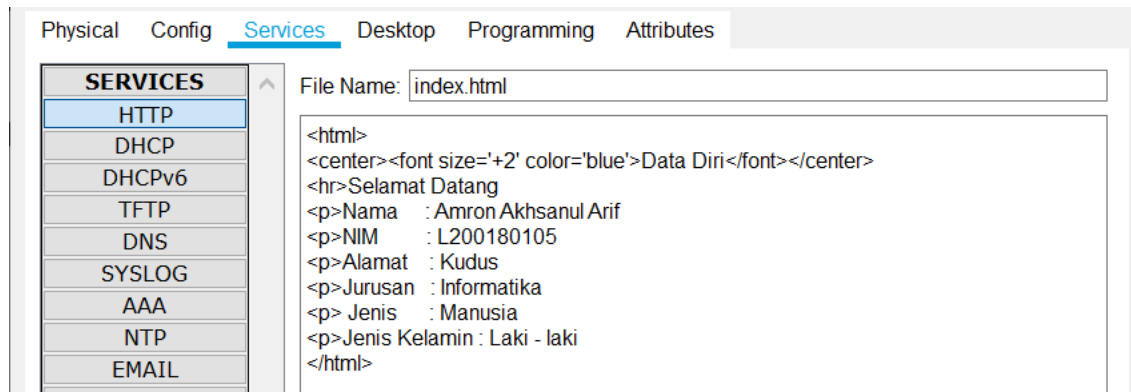 Physical Config Services Desktop Programming Attributes
SERVICES
HTTP
DHCP
DHCPv6
TFTP
DNS
SYSLOG
AAA
NTP
EMAIL
File Name: index.html
<html>
<center><font size='+2' color='blue'>Data Diri</font></center>
<hr>Selamat Datang
<p>Nama : Amron Akhsanul Arif
<p>NIM : L200180105
<p>Alamat : Kudus
<p>Jurusan : Informatika
<p> Jenis : Manusia
<p>Jenis Kelamin : Laki - laki
</html>